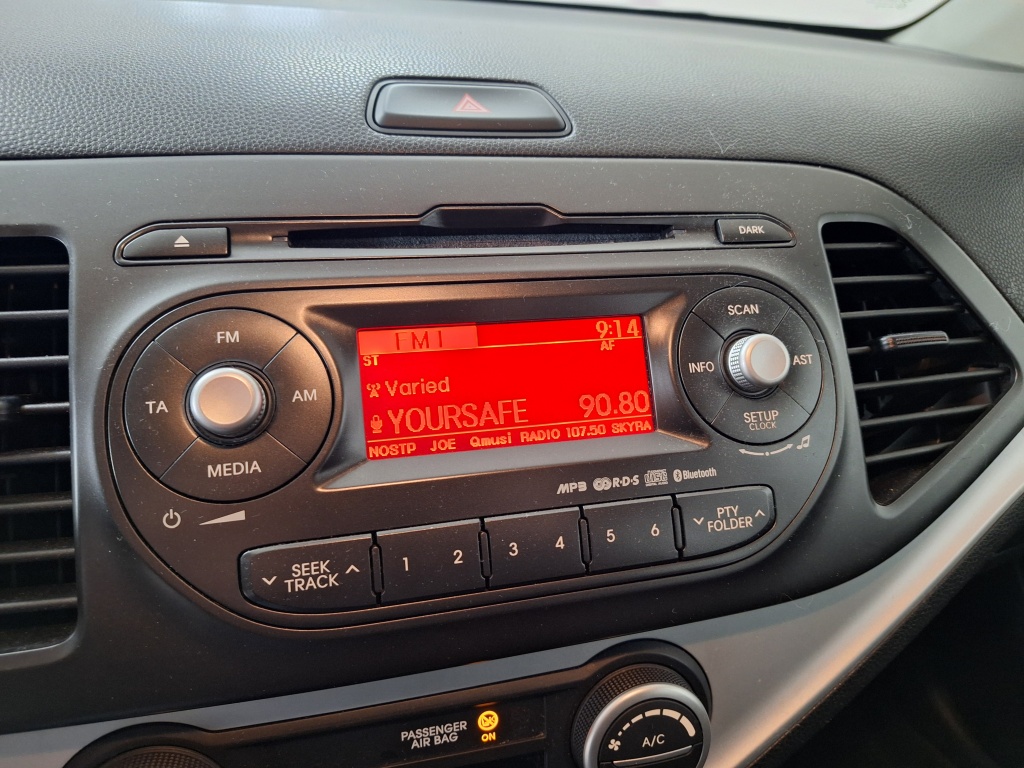 DARK
FM
TA
AM
MEDIA
FM1 9:14
ST AF
Varied
YOURSAFE 90.80
NOSTP JOE Qmusi RADIO 107.50 SKYRA
SCAN
INFO
AST
SETUP
CLOCK
MP3 R·D·S disc Bluetooth
SEEK
TRACK
1 2 3 4 5 6
PTY
FOLDER
PASSENGER
AIR BAG
ON
A/C